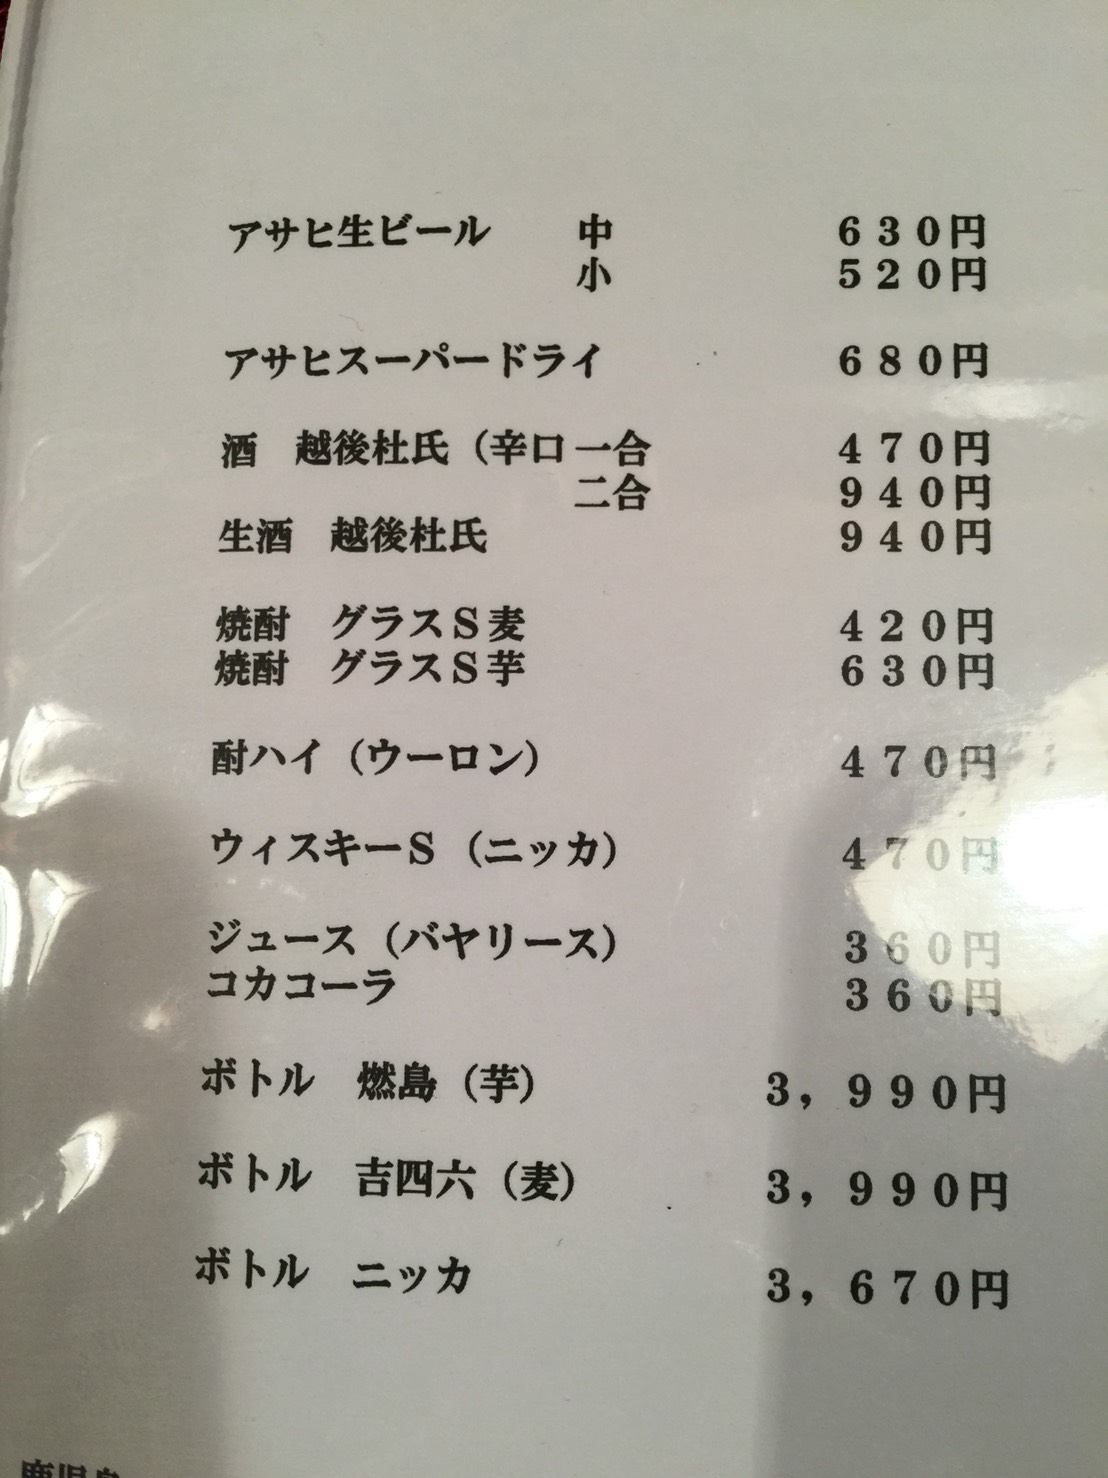 アサヒ生ビール　中　６３０円
小　５２０円
アサヒスーパードライ　６８０円
酒　越後杜氏（辛口 一合　４７０円
二合　９４０円
生酒　越後杜氏　９４０円
焼酎　グラスＳ麦　４２０円
焼酎　グラスＳ芋　６３０円
酎ハイ（ウーロン）　４７０円
ウィスキーＳ（ニッカ）　４７０円
ジュース（バヤリース）　３６０円
コカコーラ　３６０円
ボトル　燃島（芋）　３，９９０円
ボトル　吉四六（麦）　３，９９０円
ボトル　ニッカ　３，６７０円
鹿児島